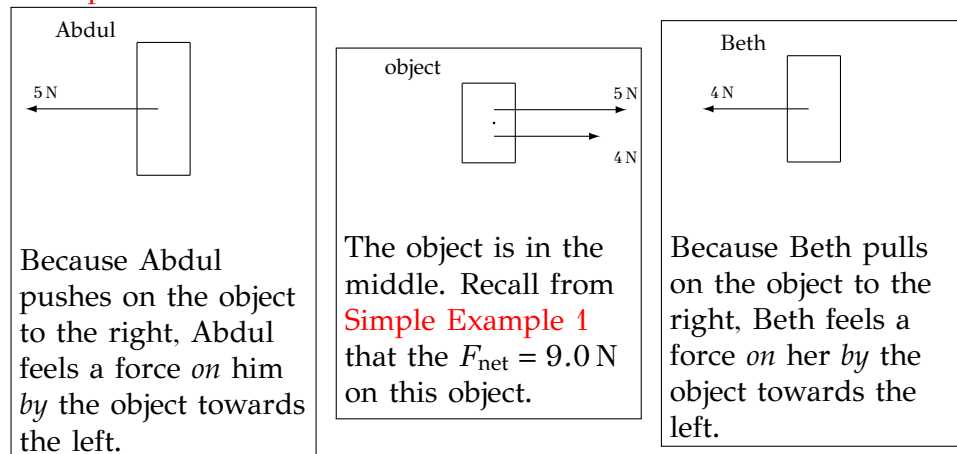 Abdul
5 N
Because Abdul
pushes on the object
to the right, Abdul
feels a force on him
by the object towards
the left.
object
5 N
4 N
The object is in the
middle. Recall from
Simple Example 1
that the Fnet = 9.0 N
on this object.
Beth
4 N
Because Beth pulls
on the object to the
right, Beth feels a
force on her by the
object towards the
left.